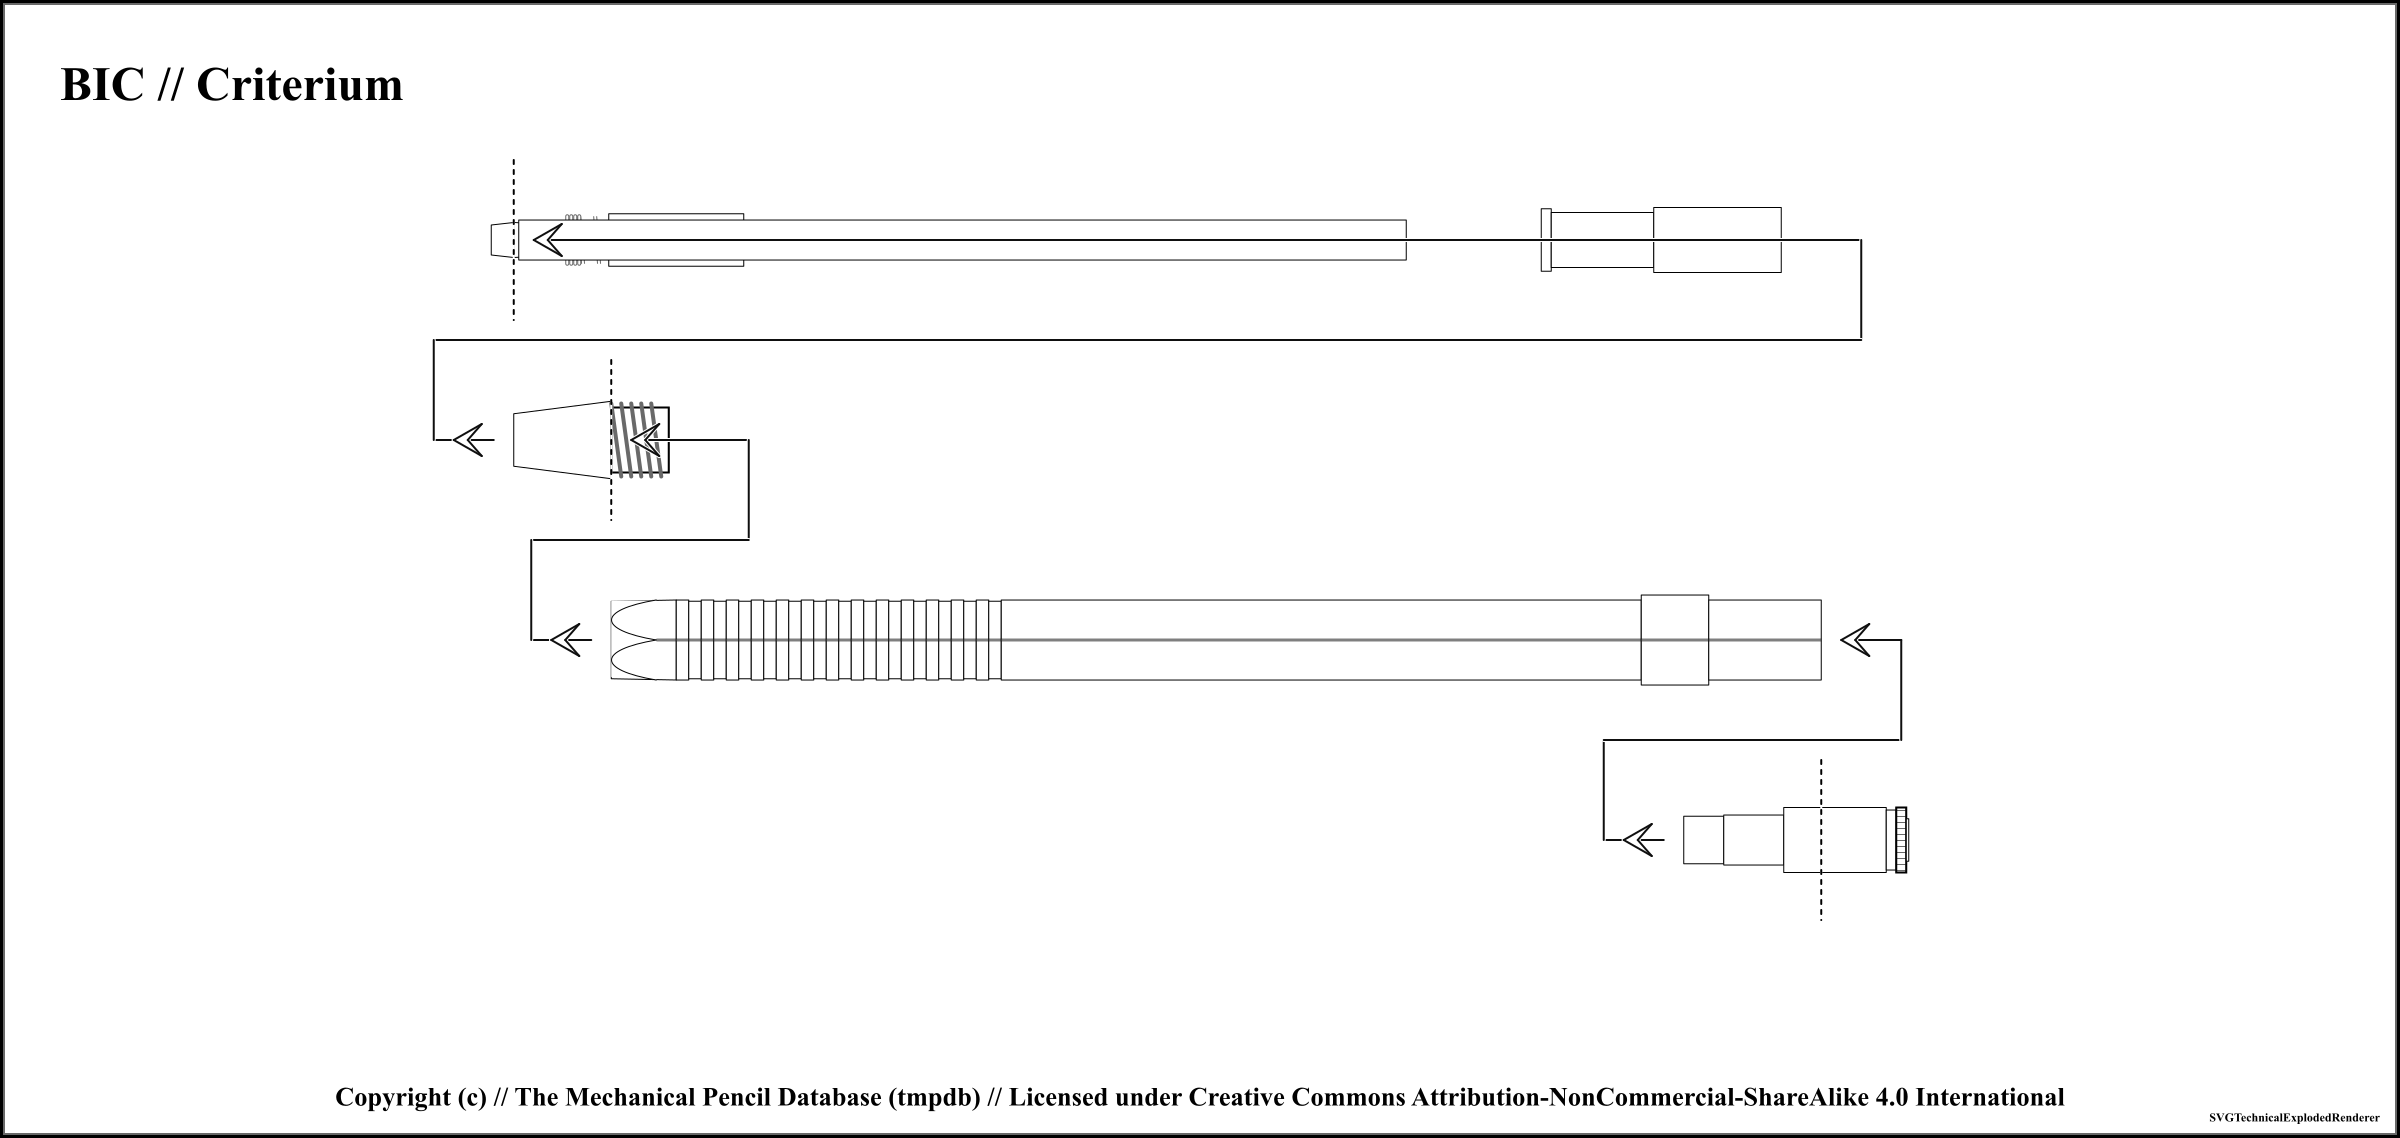 BIC // Criterium
Copyright (c) // The Mechanical Pencil Database (tmpdb) // Licensed under Creative Commons Attribution-NonCommercial-ShareAlike 4.0 International
SVGTechnicalExplodedRenderer